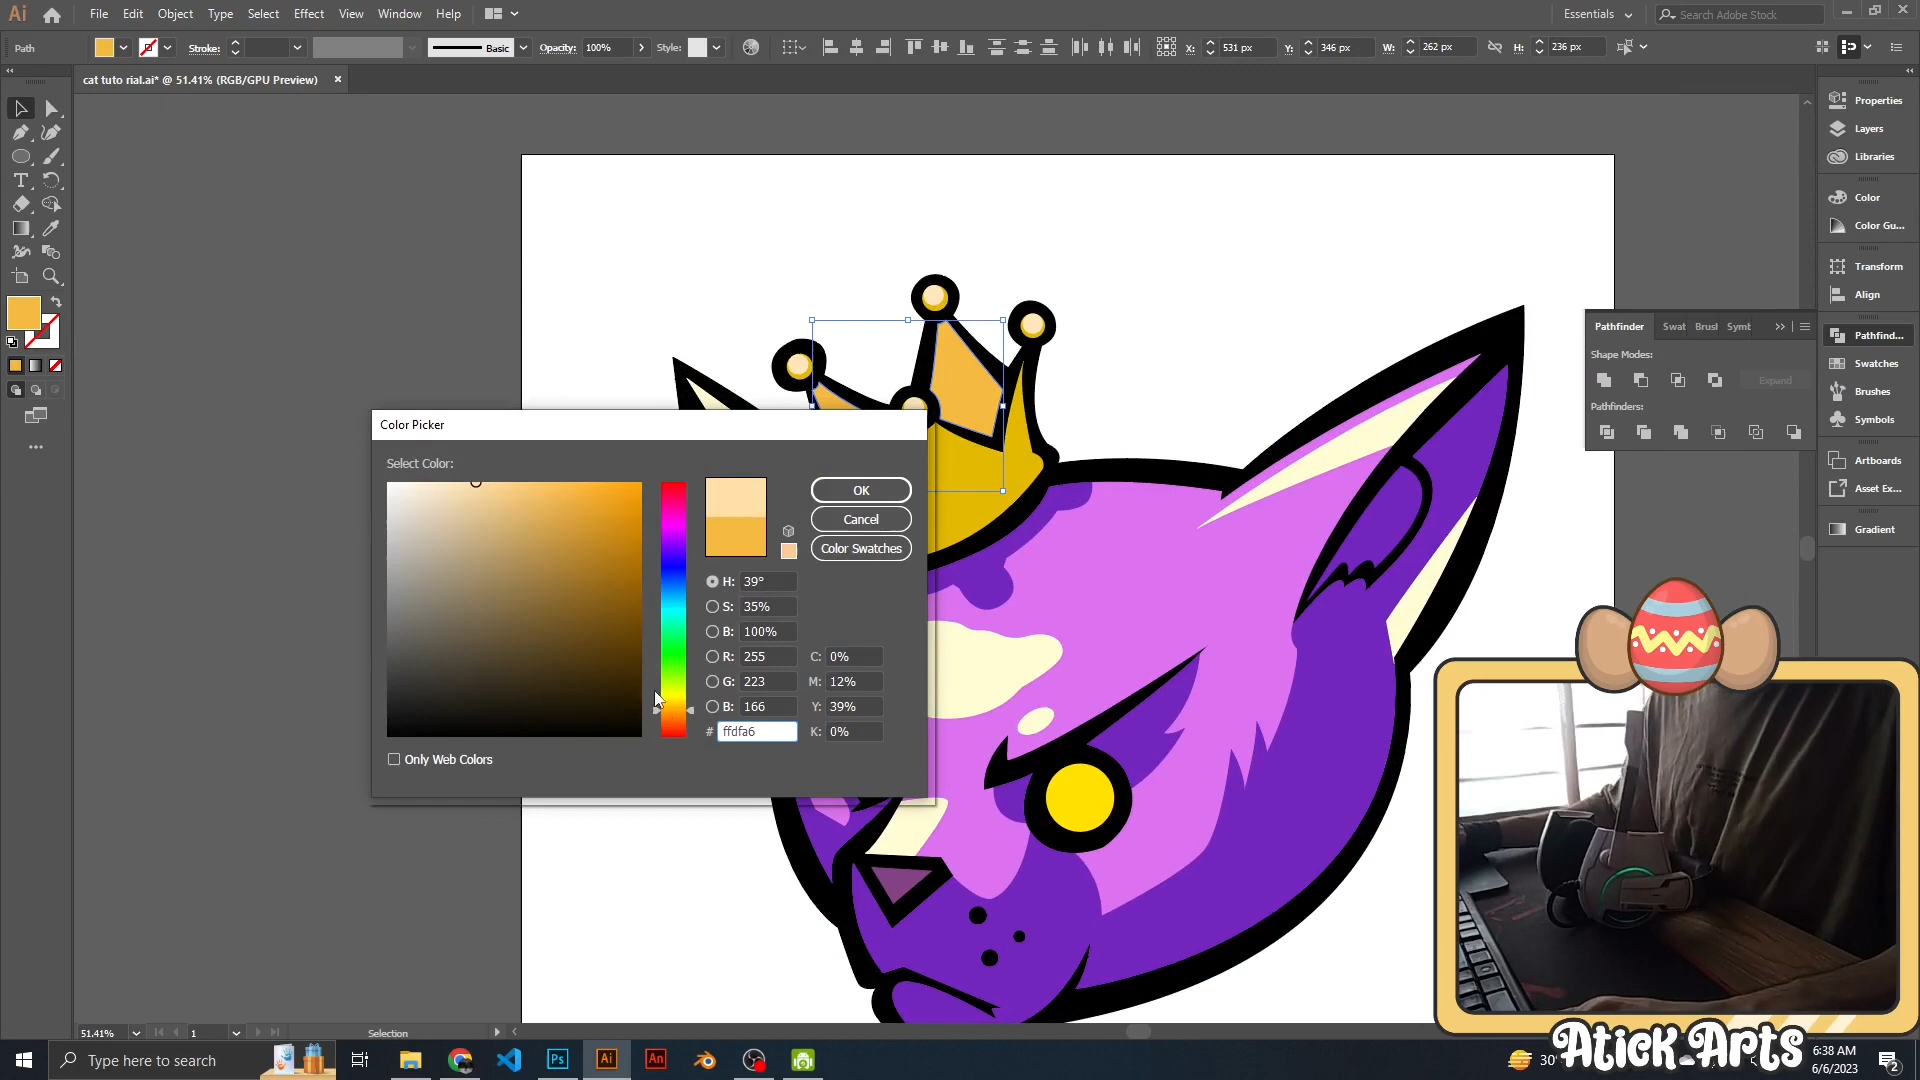 Ai
File Edit Object Type Select Effect View Window Help
Essentials
Search Adobe Stock
Path
Stroke:
Basic
Opacity: 100%
Style:
X: 531 px Y: 346 px W: 262 px H: 236 px
cat tuto rial.ai* @ 51.41% (RGB/GPU Preview)
Properties
Layers
Libraries
Color
Color Gu...
Transform
Align
Pathfind...
Swatches
Brushes
Symbols
Artboards
Asset Ex...
Gradient
Pathfinder Swat Brusl Symt
Shape Modes:
Expand
Pathfinders:
Color Picker
Select Color:
OK
Cancel
Color Swatches
H: 39°
S: 35%
B: 100%
R: 255 C: 0%
G: 223 M: 12%
B: 166 Y: 39%
# ffdfa6 K: 0%
Only Web Colors
51.41% 1 Selection
Type here to search
Ps Ai An
30°
Atick Arts
6:38 AM
6/6/2023
2